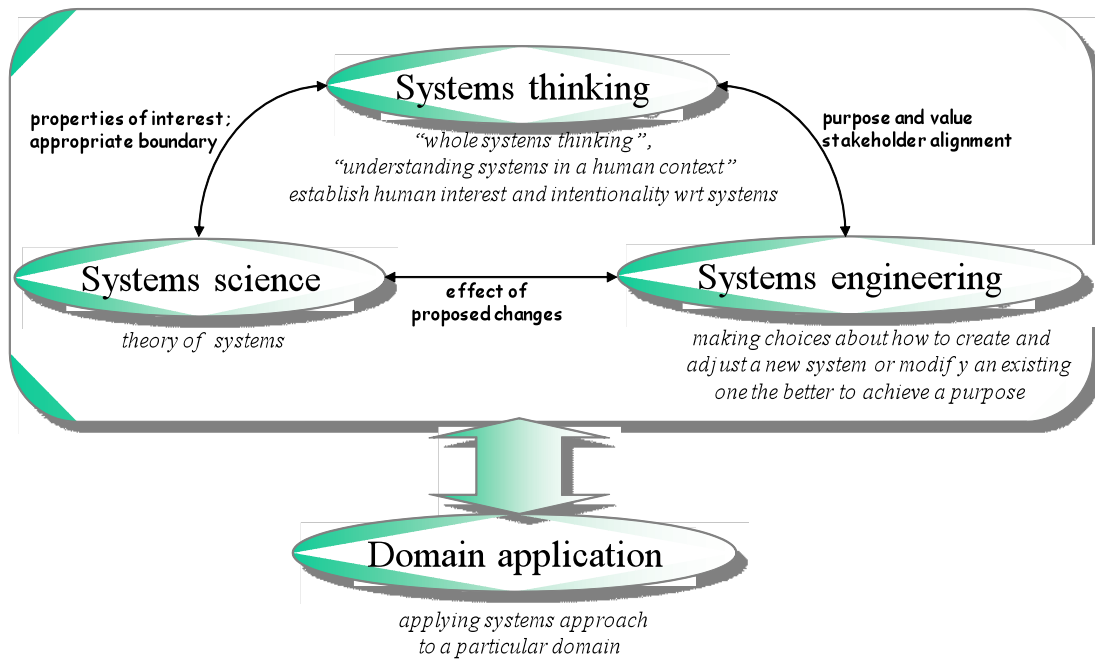 Systems thinking
properties of interest;
appropriate boundary
purpose and value
stakeholder alignment
“whole systems thinking”,
“understanding systems in a human context”
establish human interest and intentionality wrt systems
Systems science
Systems engineering
effect of
proposed changes
theory of systems
making choices about how to create and
adjust a new system or modify an existing
one the better to achieve a purpose
Domain application
applying systems approach
to a particular domain